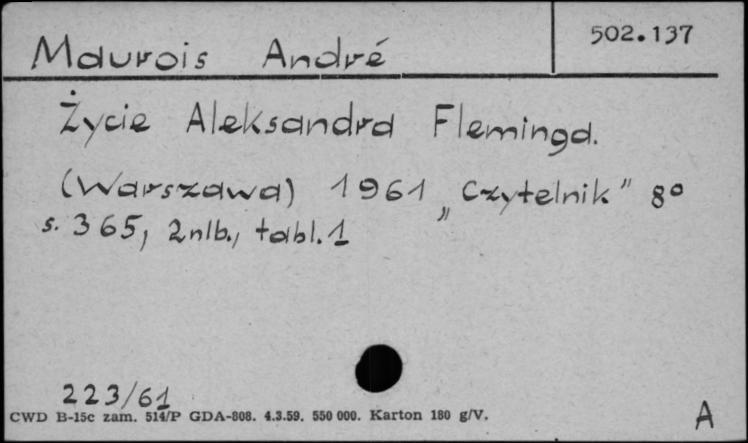 502.137
Maurois André
Życie Aleksandra Fleminga.
(Warszawa) 1961 „Czytelnik" 8°
s. 365, 2nlb., tabl. 1
223/61
CWD B-15c zam. 514/P GDA-808. 4.3.59. 550 000. Karton 180 g/V.
A